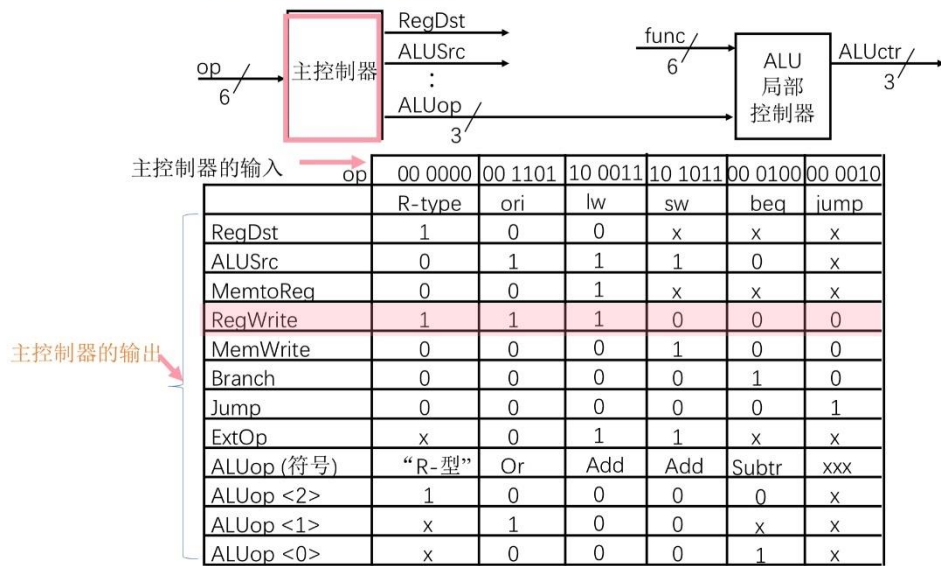 RegDst
ALUSrc
:
ALUop
3
op
6
主控制器
func
6
ALU
局部
控制器
ALUctr
3
主控制器的输入
op 00 0000 00 1101 10 0011 10 1011 00 0100 00 0010
R-type ori lw sw beq jump
RegDst 1 0 0 x x x
ALUSrc 0 1 1 1 0 x
MemtoReg 0 0 1 x x x
RegWrite 1 1 1 0 0 0
MemWrite 0 0 0 1 0 0
Branch 0 0 0 0 1 0
Jump 0 0 0 0 0 1
ExtOp x 0 1 1 x x
ALUop (符号) “R-型” Or Add Add Subtr xxx
ALUop <2> 1 0 0 0 0 x
ALUop <1> x 1 0 0 x x
ALUop <0> x 0 0 0 1 x
主控制器的输出